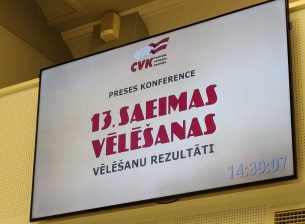 CVK
PRESES KONFERENCE
13. SAEIMAS
VĒLĒŠANAS
VĒLĒŠANU REZULTĀTI
14:39:07